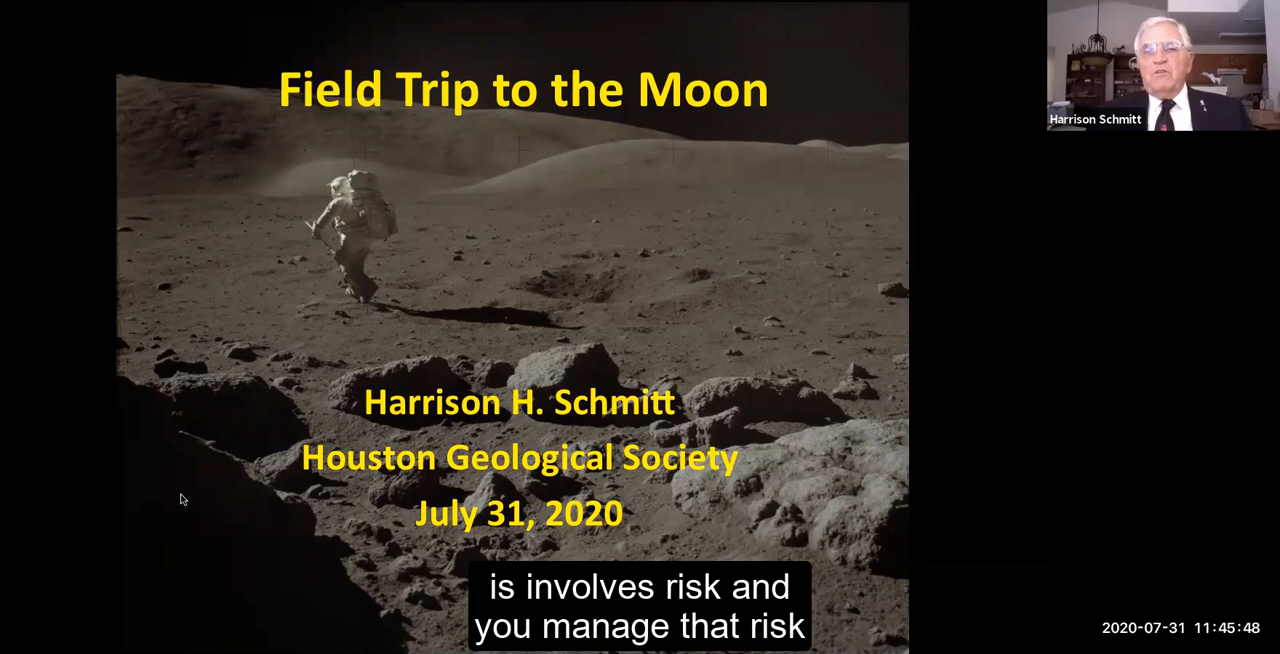 Field Trip to the Moon
Harrison Schmitt
Harrison H. Schmitt
Houston Geological Society
July 31, 2020
is involves risk and
you manage that risk
2020-07-31 11:45:48